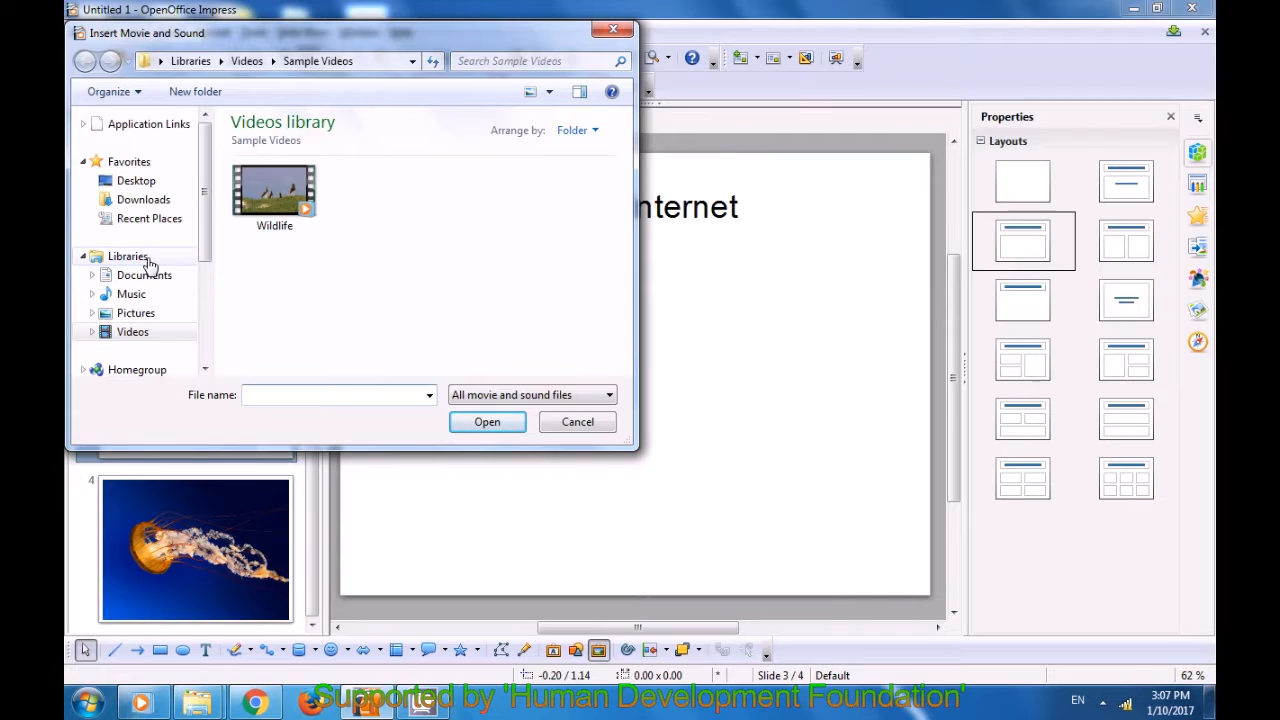 Untitled 1 - OpenOffice Impress
Insert Movie and Sound
Libraries Videos Sample Videos
Search Sample Videos
Organize New folder
Application Links
Favorites
Desktop
Downloads
Recent Places
Libraries
Documents
Music
Pictures
Videos
Homegroup
Videos library
Sample Videos
Arrange by: Folder
Wildlife
File name:
All movie and sound files
Open Cancel
nternet
Properties
Layouts
4
-0.20 / 1.14 0.00 x 0.00 * Slide 3 / 4 Default 62 %
EN
3:07 PM
1/10/2017
Supported by 'Human Development Foundation'